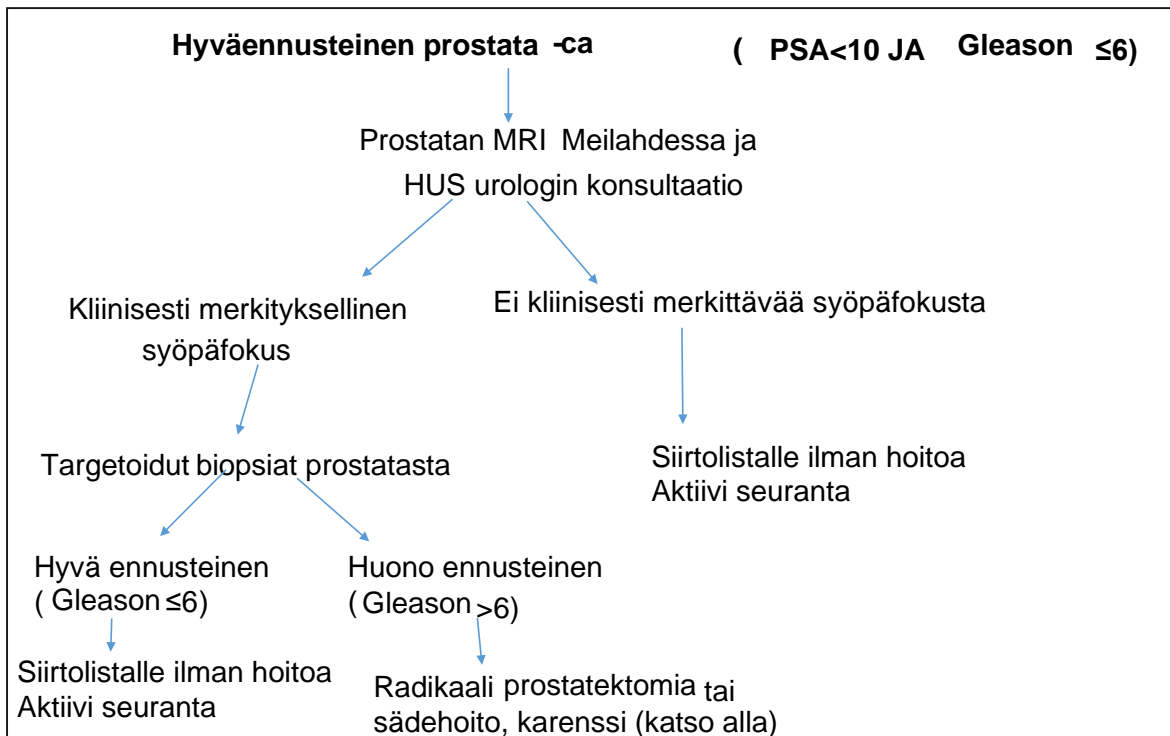 Hyväennusteinen prostata -ca ( PSA<10 JA Gleason ≤6)
Prostatan MRI Meilahdessa ja
HUS urologin konsultaatio
Kliinisesti merkityksellinen
syöpäfokus
Ei kliinisesti merkittävää syöpäfokusta
Targetoidut biopsiat prostatasta
Siirtolistalle ilman hoitoa
Aktiivi seuranta
Hyvä ennusteinen
( Gleason ≤6)
Huono ennusteinen
( Gleason >6)
Siirtolistalle ilman hoitoa
Aktiivi seuranta
Radikaali prostatektomia tai
sädehoito, karenssi (katso alla)